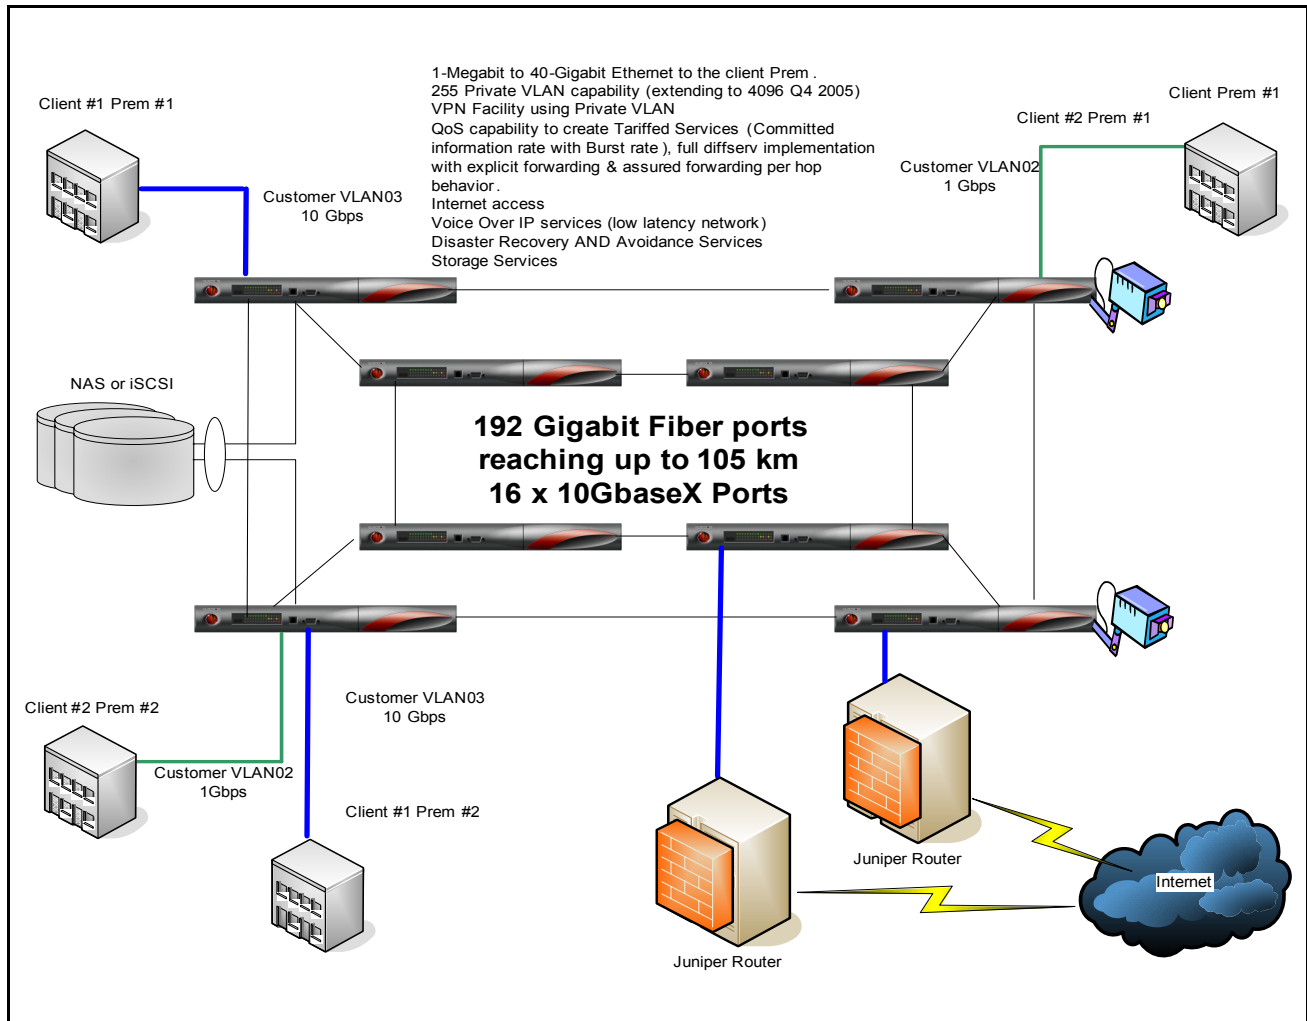 1-Megabit to 40-Gigabit Ethernet to the client Prem .
255 Private VLAN capability (extending to 4096 Q4 2005)
VPN Facility using Private VLAN
QoS capability to create Tariffed Services (Committed
information rate with Burst rate ), full diffserv implementation
with explicit forwarding & assured forwarding per hop
behavior .
Internet access
Voice Over IP services (low latency network)
Disaster Recovery AND Avoidance Services
Storage Services
Client #1 Prem #1
Customer VLAN03
10 Gbps
Client Prem #1
Client #2 Prem #1
Customer VLAN02
1 Gbps
NAS or iSCSI
192 Gigabit Fiber ports
reaching up to 105 km
16 x 10GbaseX Ports
Client #2 Prem #2
Customer VLAN02
1Gbps
Customer VLAN03
10 Gbps
Client #1 Prem #2
Juniper Router
Juniper Router
Internet